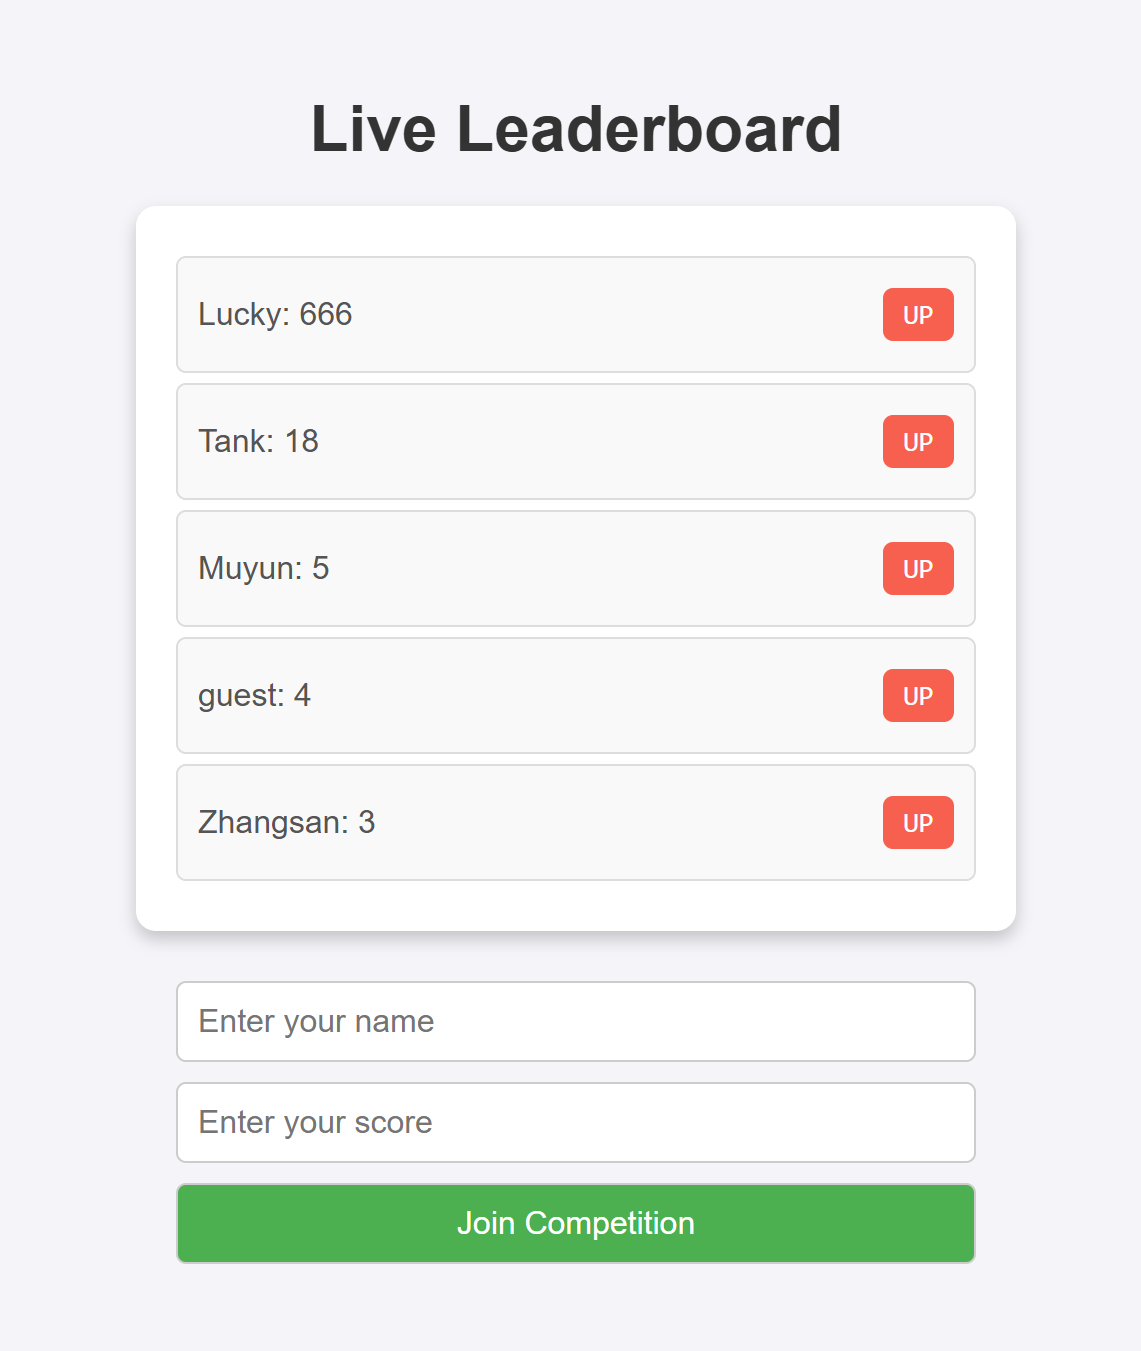 Live Leaderboard
Lucky: 666
UP
Tank: 18
UP
Muyun: 5
UP
guest: 4
UP
Zhangsan: 3
UP
Enter your name
Enter your score
Join Competition